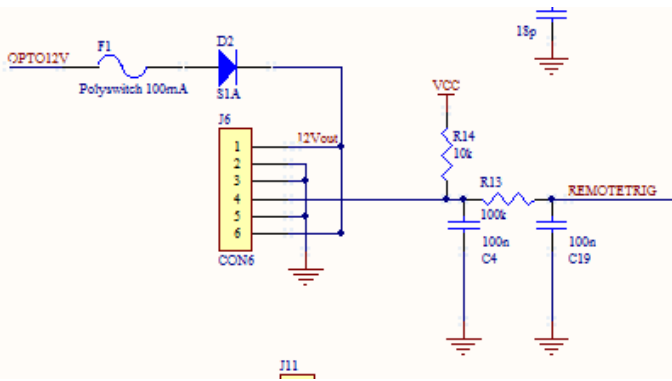 18p
OPTO12V
F1
D2
Polyswitch 100mA
S1A
VCC
J6
12Vout
R14
10k
1
2
3
4
5
6
R13
100k
REMOTETRIG
100n
C4
100n
C19
CON6
J11